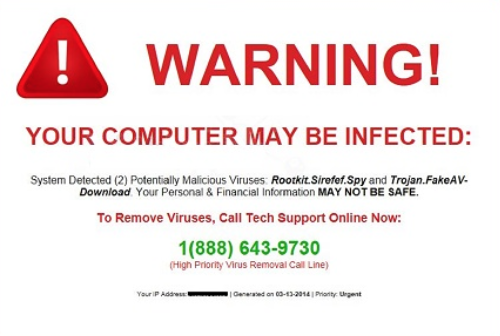 WARNING!
YOUR COMPUTER MAY BE INFECTED:
System Detected (2) Potentially Malicious Viruses: Rootkit.Sirefef.Spy and Trojan.FakeAV-
Download. Your Personal & Financial Information MAY NOT BE SAFE.
To Remove Viruses, Call Tech Support Online Now:
1(888) 643-9730
(High Priority Virus Removal Call Line)
Your IP Address: | Generated on 03-13-2014 | Priority: Urgent